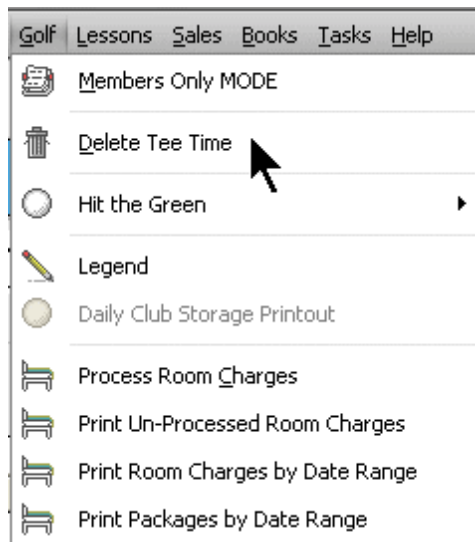 Golf Lessons Sales Books Tasks Help
Members Only MODE
Delete Tee Time
Hit the Green
Legend
Daily Club Storage Printout
Process Room Charges
Print Un-Processed Room Charges
Print Room Charges by Date Range
Print Packages by Date Range